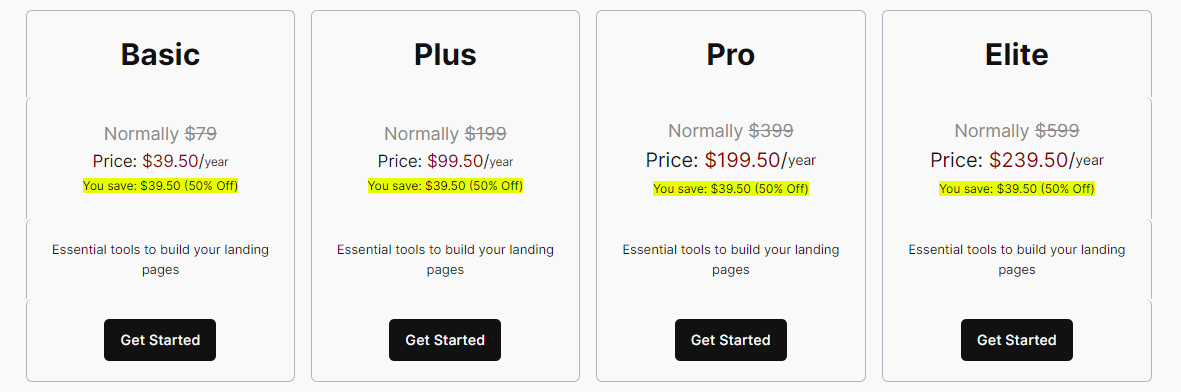 Basic
Normally $79
Price: $39.50/year
You save: $39.50 (50% Off)
Essential tools to build your landing
pages
Get Started
Plus
Normally $199
Price: $99.50/year
You save: $39.50 (50% Off)
Essential tools to build your landing
pages
Get Started
Pro
Normally $399
Price: $199.50/year
You save: $39.50 (50% Off)
Essential tools to build your landing
pages
Get Started
Elite
Normally $599
Price: $239.50/year
You save: $39.50 (50% Off)
Essential tools to build your landing
pages
Get Started